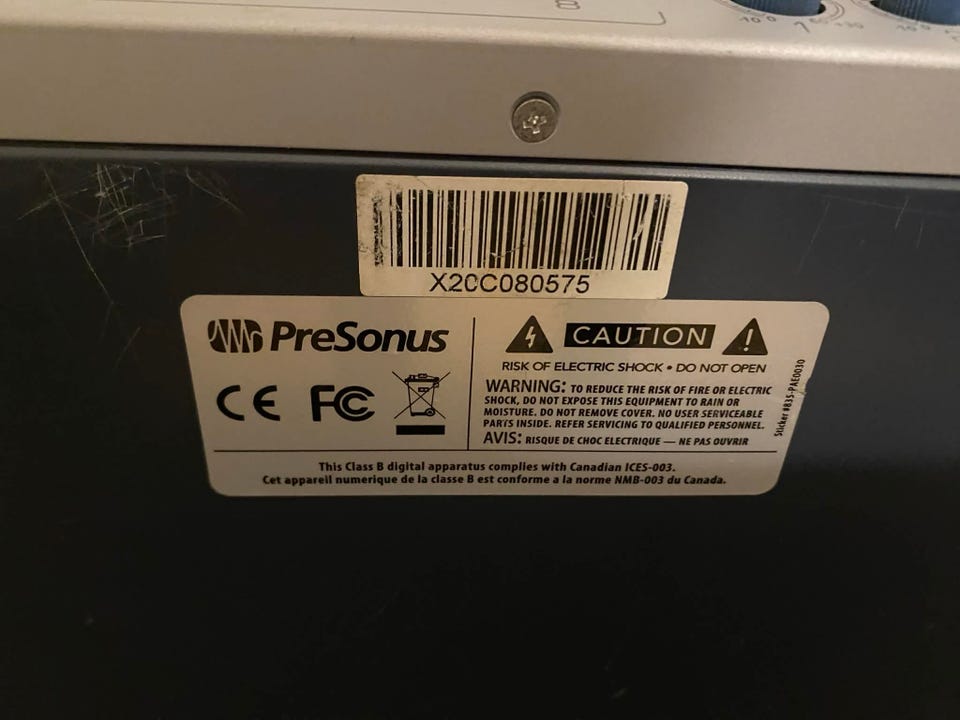 X20C080575
PreSonus
CE FC
CAUTION
RISK OF ELECTRIC SHOCK • DO NOT OPEN
WARNING: TO REDUCE THE RISK OF FIRE OR ELECTRIC
SHOCK, DO NOT EXPOSE THIS EQUIPMENT TO RAIN OR
MOISTURE. DO NOT REMOVE COVER. NO USER SERVICEABLE
PARTS INSIDE. REFER SERVICING TO QUALIFIED PERSONNEL.
AVIS: RISQUE DE CHOC ELECTRIQUE — NE PAS OUVRIR
Sticker #835-PAE0030
This Class B digital apparatus complies with Canadian ICES-003.
Cet appareil numerique de la classe B est conforme a la norme NMB-003 du Canada.